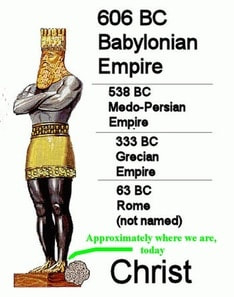 606 BC
Babylonian
Empire
538 BC
Medo-Persian
Empire
333 BC
Grecian
Empire
63 BC
Rome
(not named)
Approximately where we are,
today
Christ